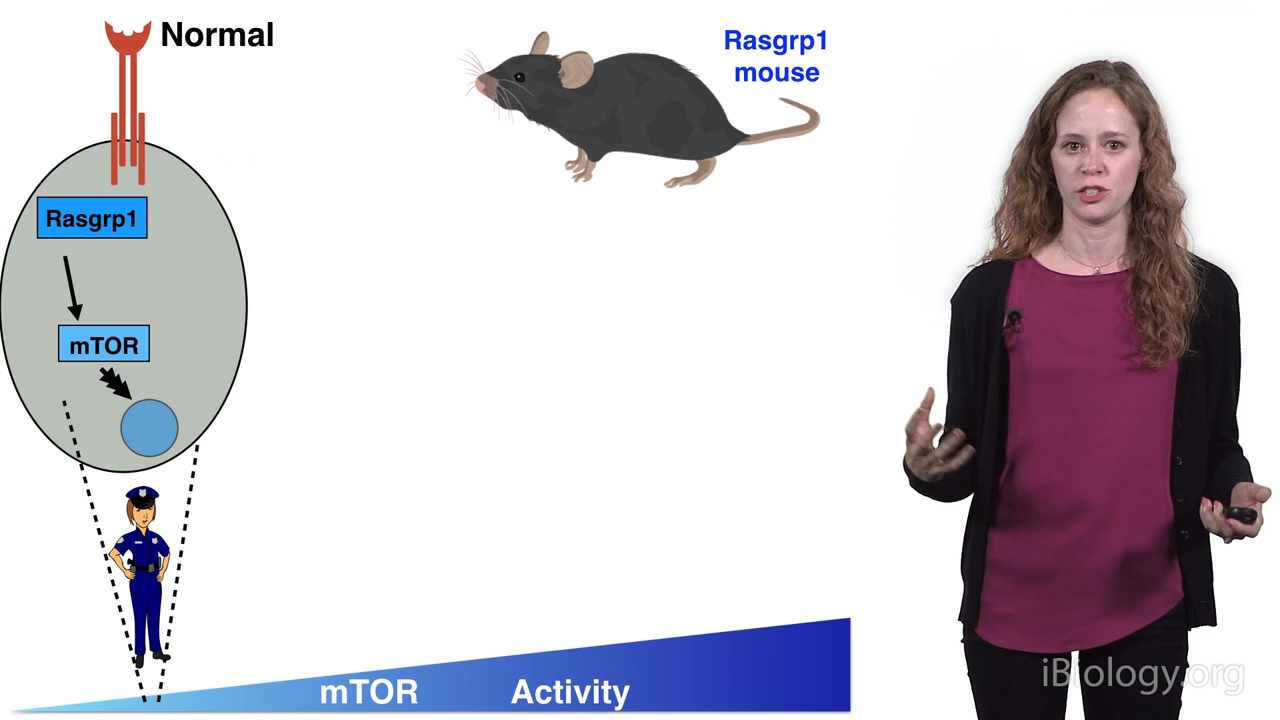 Normal
Rasgrp1
mouse
Rasgrp1
mTOR
mTOR Activity
iBiology.org